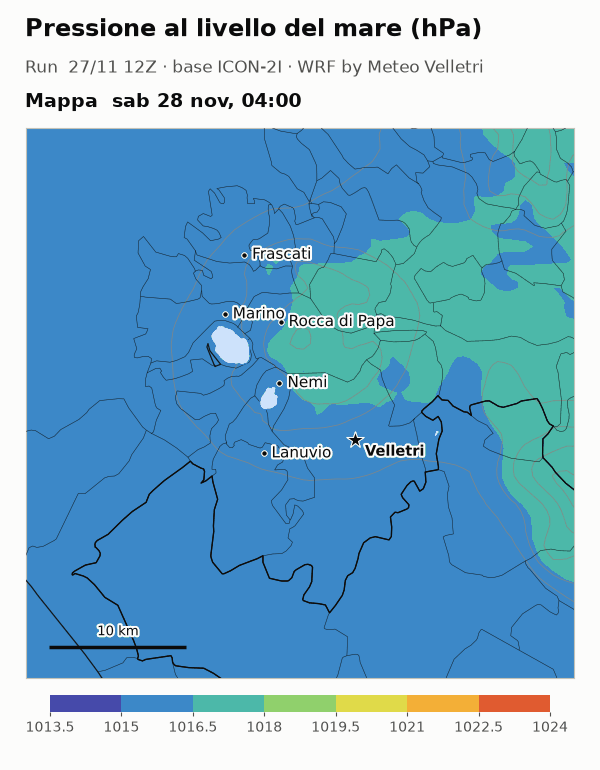 Pressione al livello del mare (hPa)
Run  27/11 12Z · base ICON-2I · WRF by Meteo Velletri
Mappa  sab 28 nov, 04:00
Frascati
Marino
Rocca di Papa
Nemi
Velletri
Lanuvio
10 km
1013.5 1015 1016.5 1018 1019.5 1021 1022.5 1024